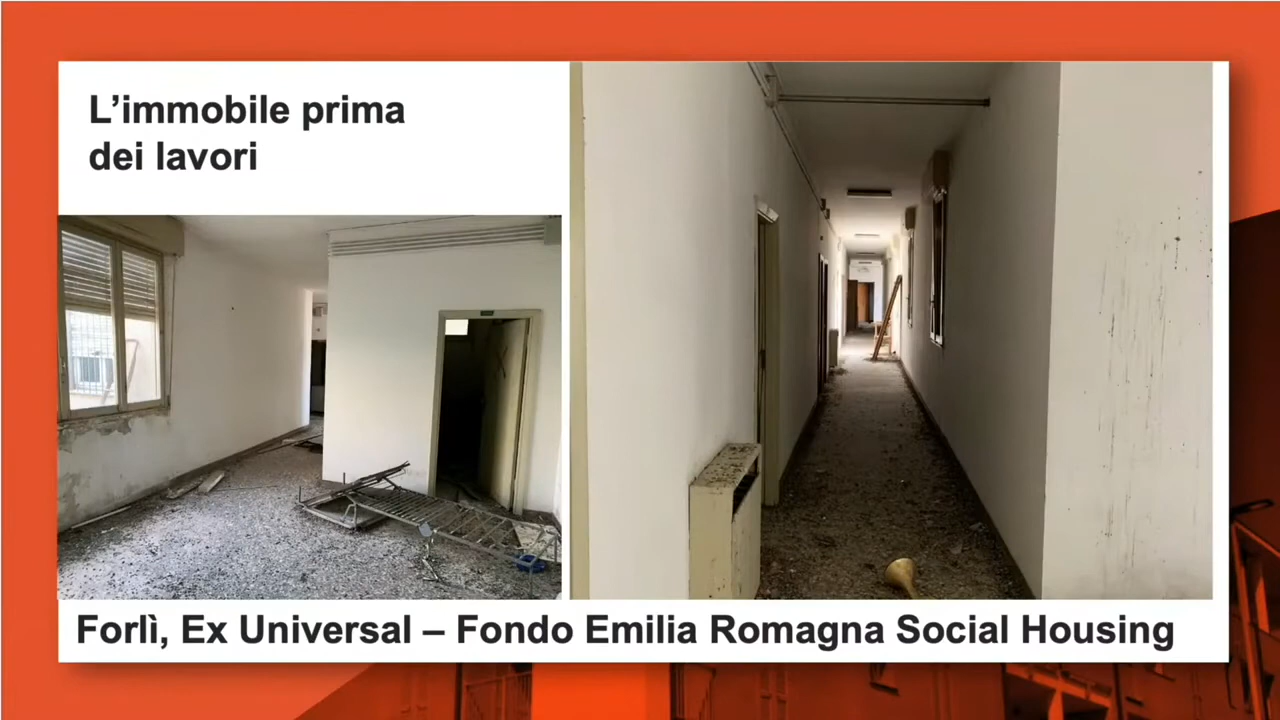 L’immobile prima
dei lavori
Forlì, Ex Universal – Fondo Emilia Romagna Social Housing